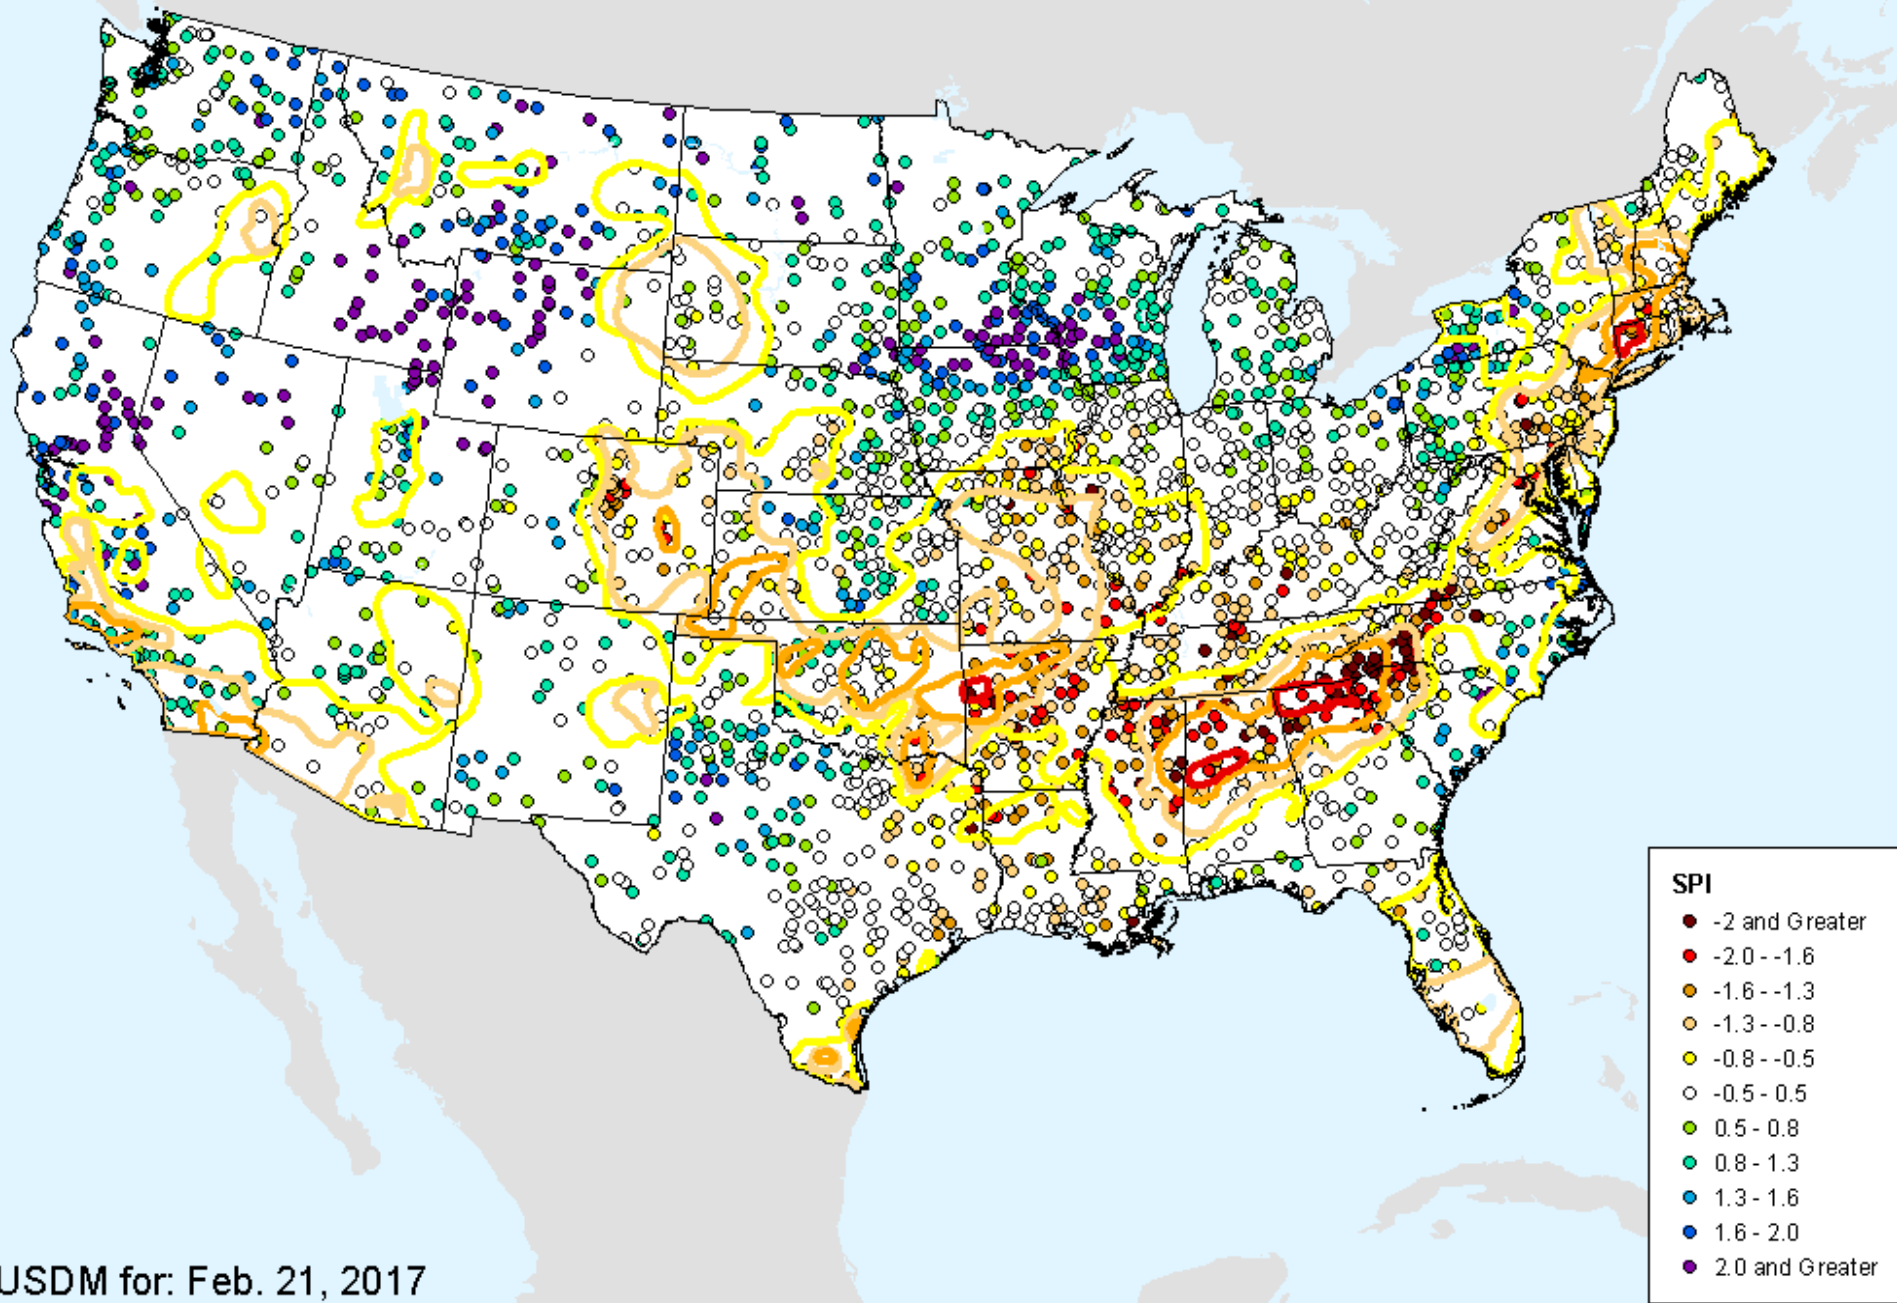 SPI
-2 and Greater
-2.0 - -1.6
-1.6 - -1.3
-1.3 - -0.8
-0.8 - -0.5
-0.5 - 0.5
0.5 - 0.8
0.8 - 1.3
1.3 - 1.6
1.6 - 2.0
2.0 and Greater
USDM for: Feb. 21, 2017